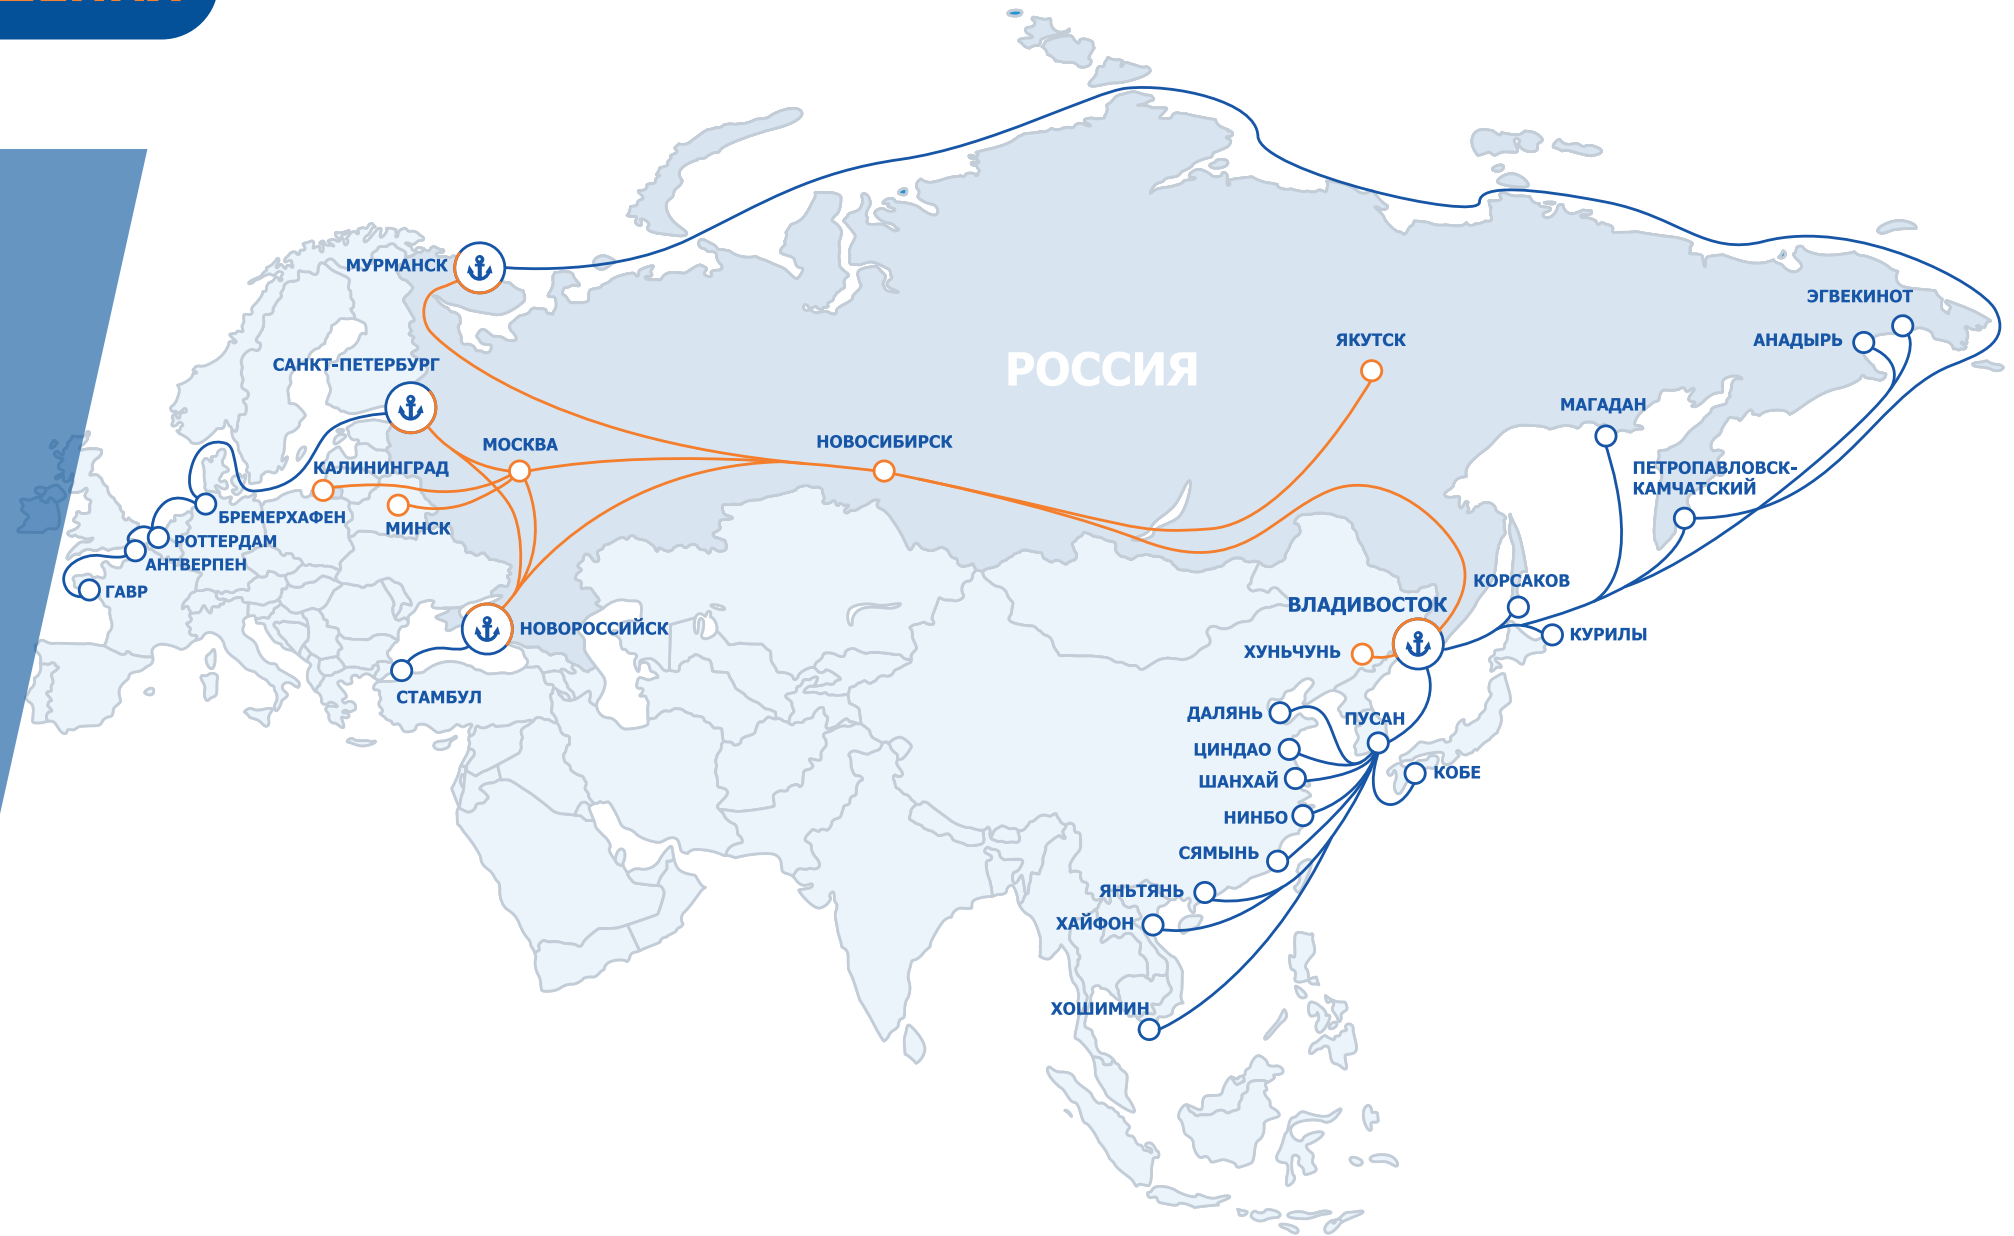 МУРМАНСК
ЭГВЕКИНОТ
АНАДЫРЬ
ЯКУТСК
РОССИЯ
САНКТ-ПЕТЕРБУРГ
МАГАДАН
МОСКВА
НОВОСИБИРСК
КАЛИНИНГРАД
ПЕТРОПАВЛОВСК-
КАМЧАТСКИЙ
БРЕМЕРХАФЕН
МИНСК
РОТТЕРДАМ
АНТВЕРПЕН
ГАВР
КОРСАКОВ
ВЛАДИВОСТОК
НОВОРОССИЙСК
КУРИЛЫ
ХУНЬЧУНЬ
СТАМБУЛ
ДАЛЯНЬ
ПУСАН
ЦИНДАО
КОБЕ
ШАНХАЙ
НИНБО
СЯМЫНЬ
ЯНЬТЯНЬ
ХАЙФОН
ХОШИМИН